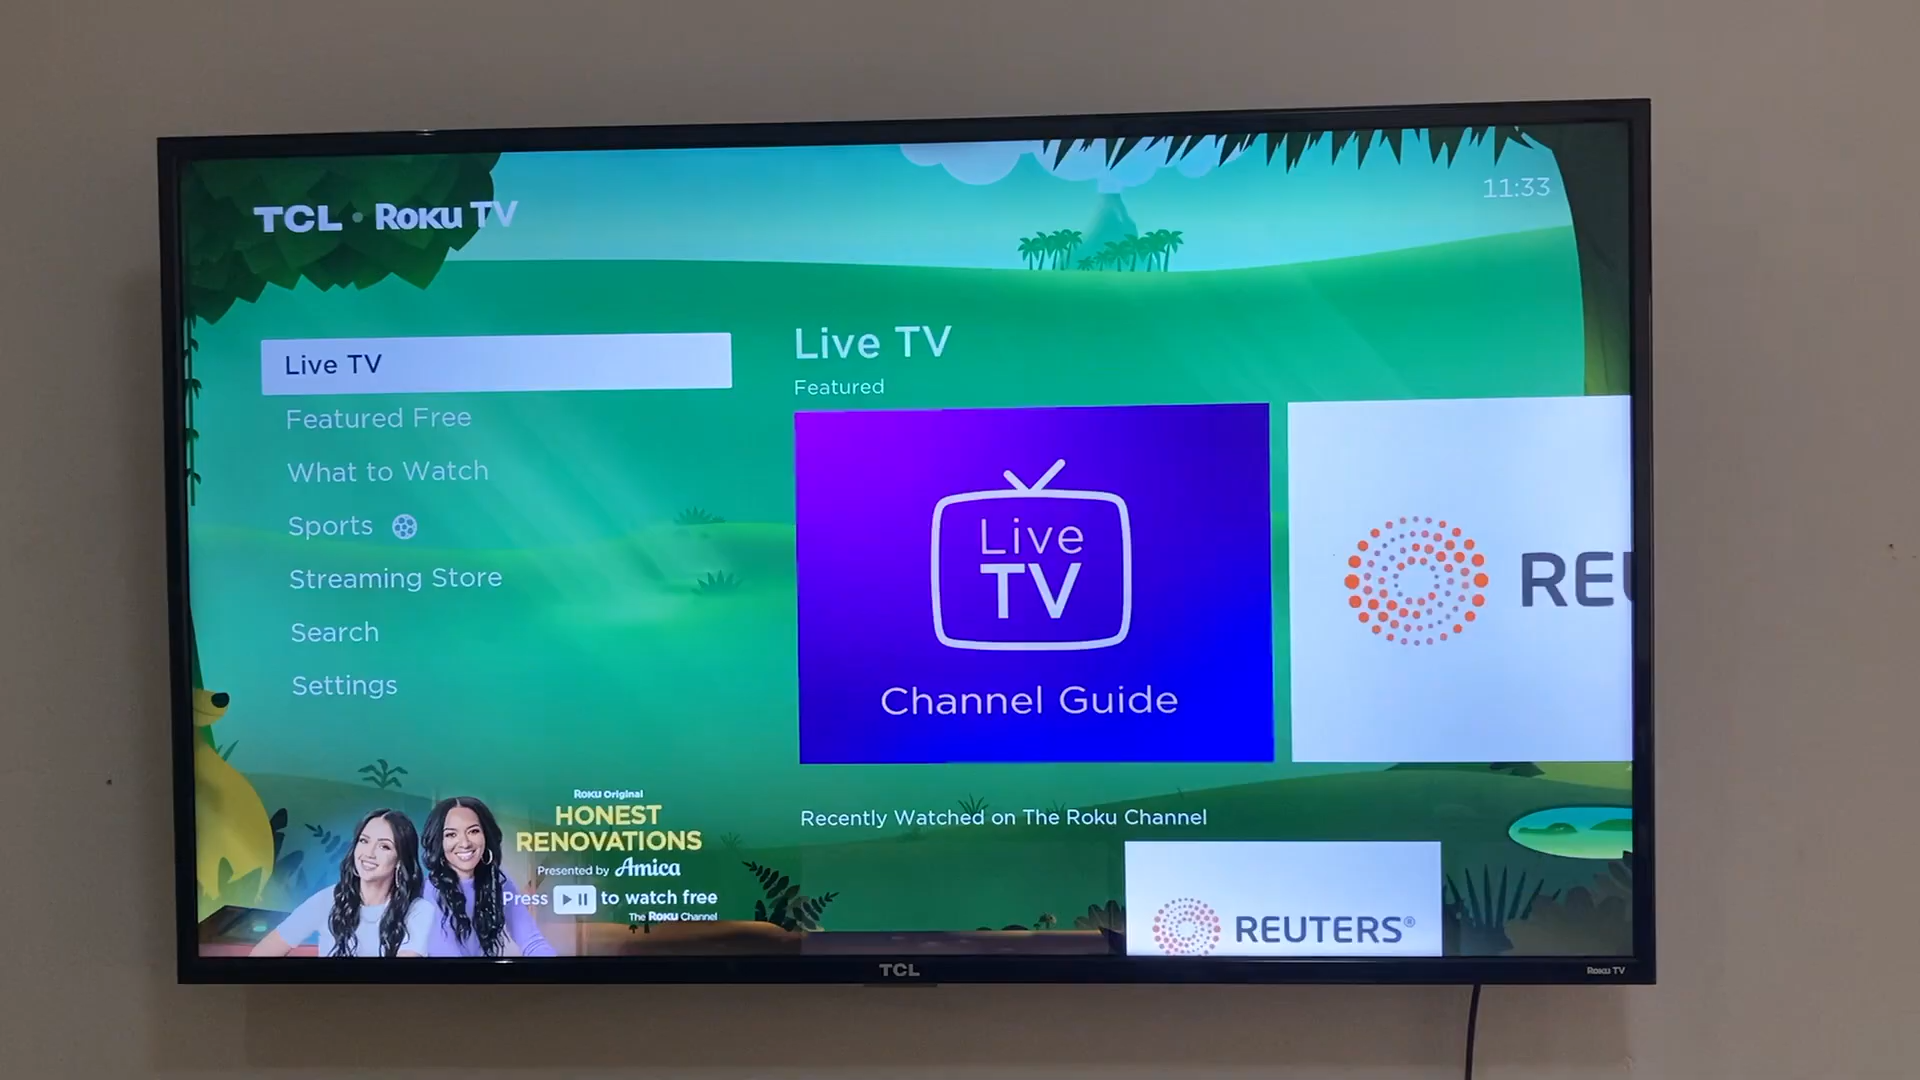 TCL • Roku TV
11:33
Live TV
Featured Free
What to Watch
Sports
Streaming Store
Search
Settings
Live TV
Featured
Live
TV
Channel Guide
REU
Recently Watched on The Roku Channel
REUTERS®
Roku Original
HONEST
RENOVATIONS
Presented by Amica
Press to watch free
The Roku Channel
TCL
Roku TV